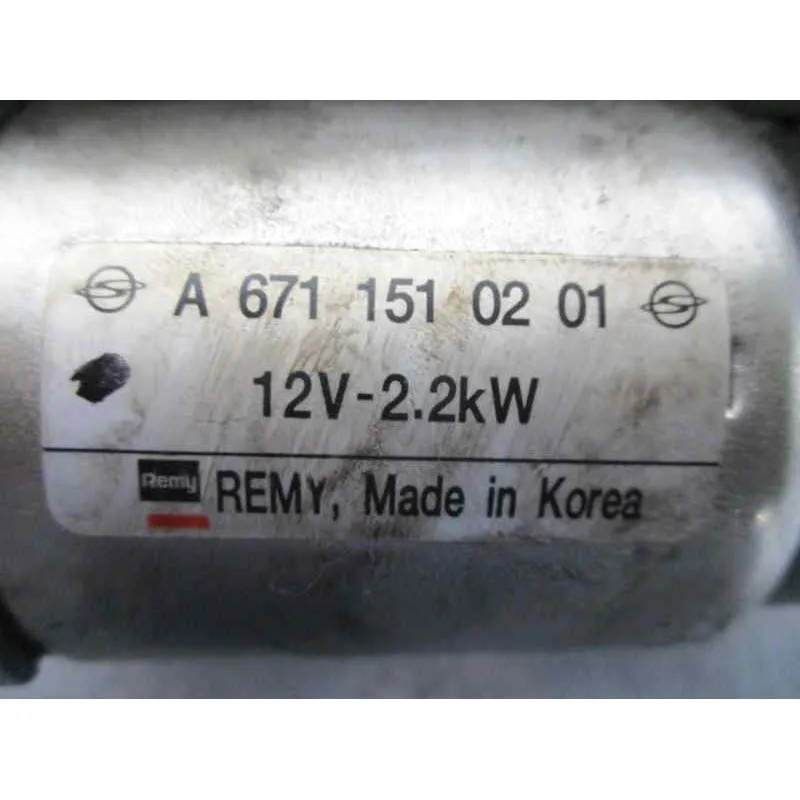 A 671 151 02 01
12V-2.2kW
Remy REMY, Made in Korea